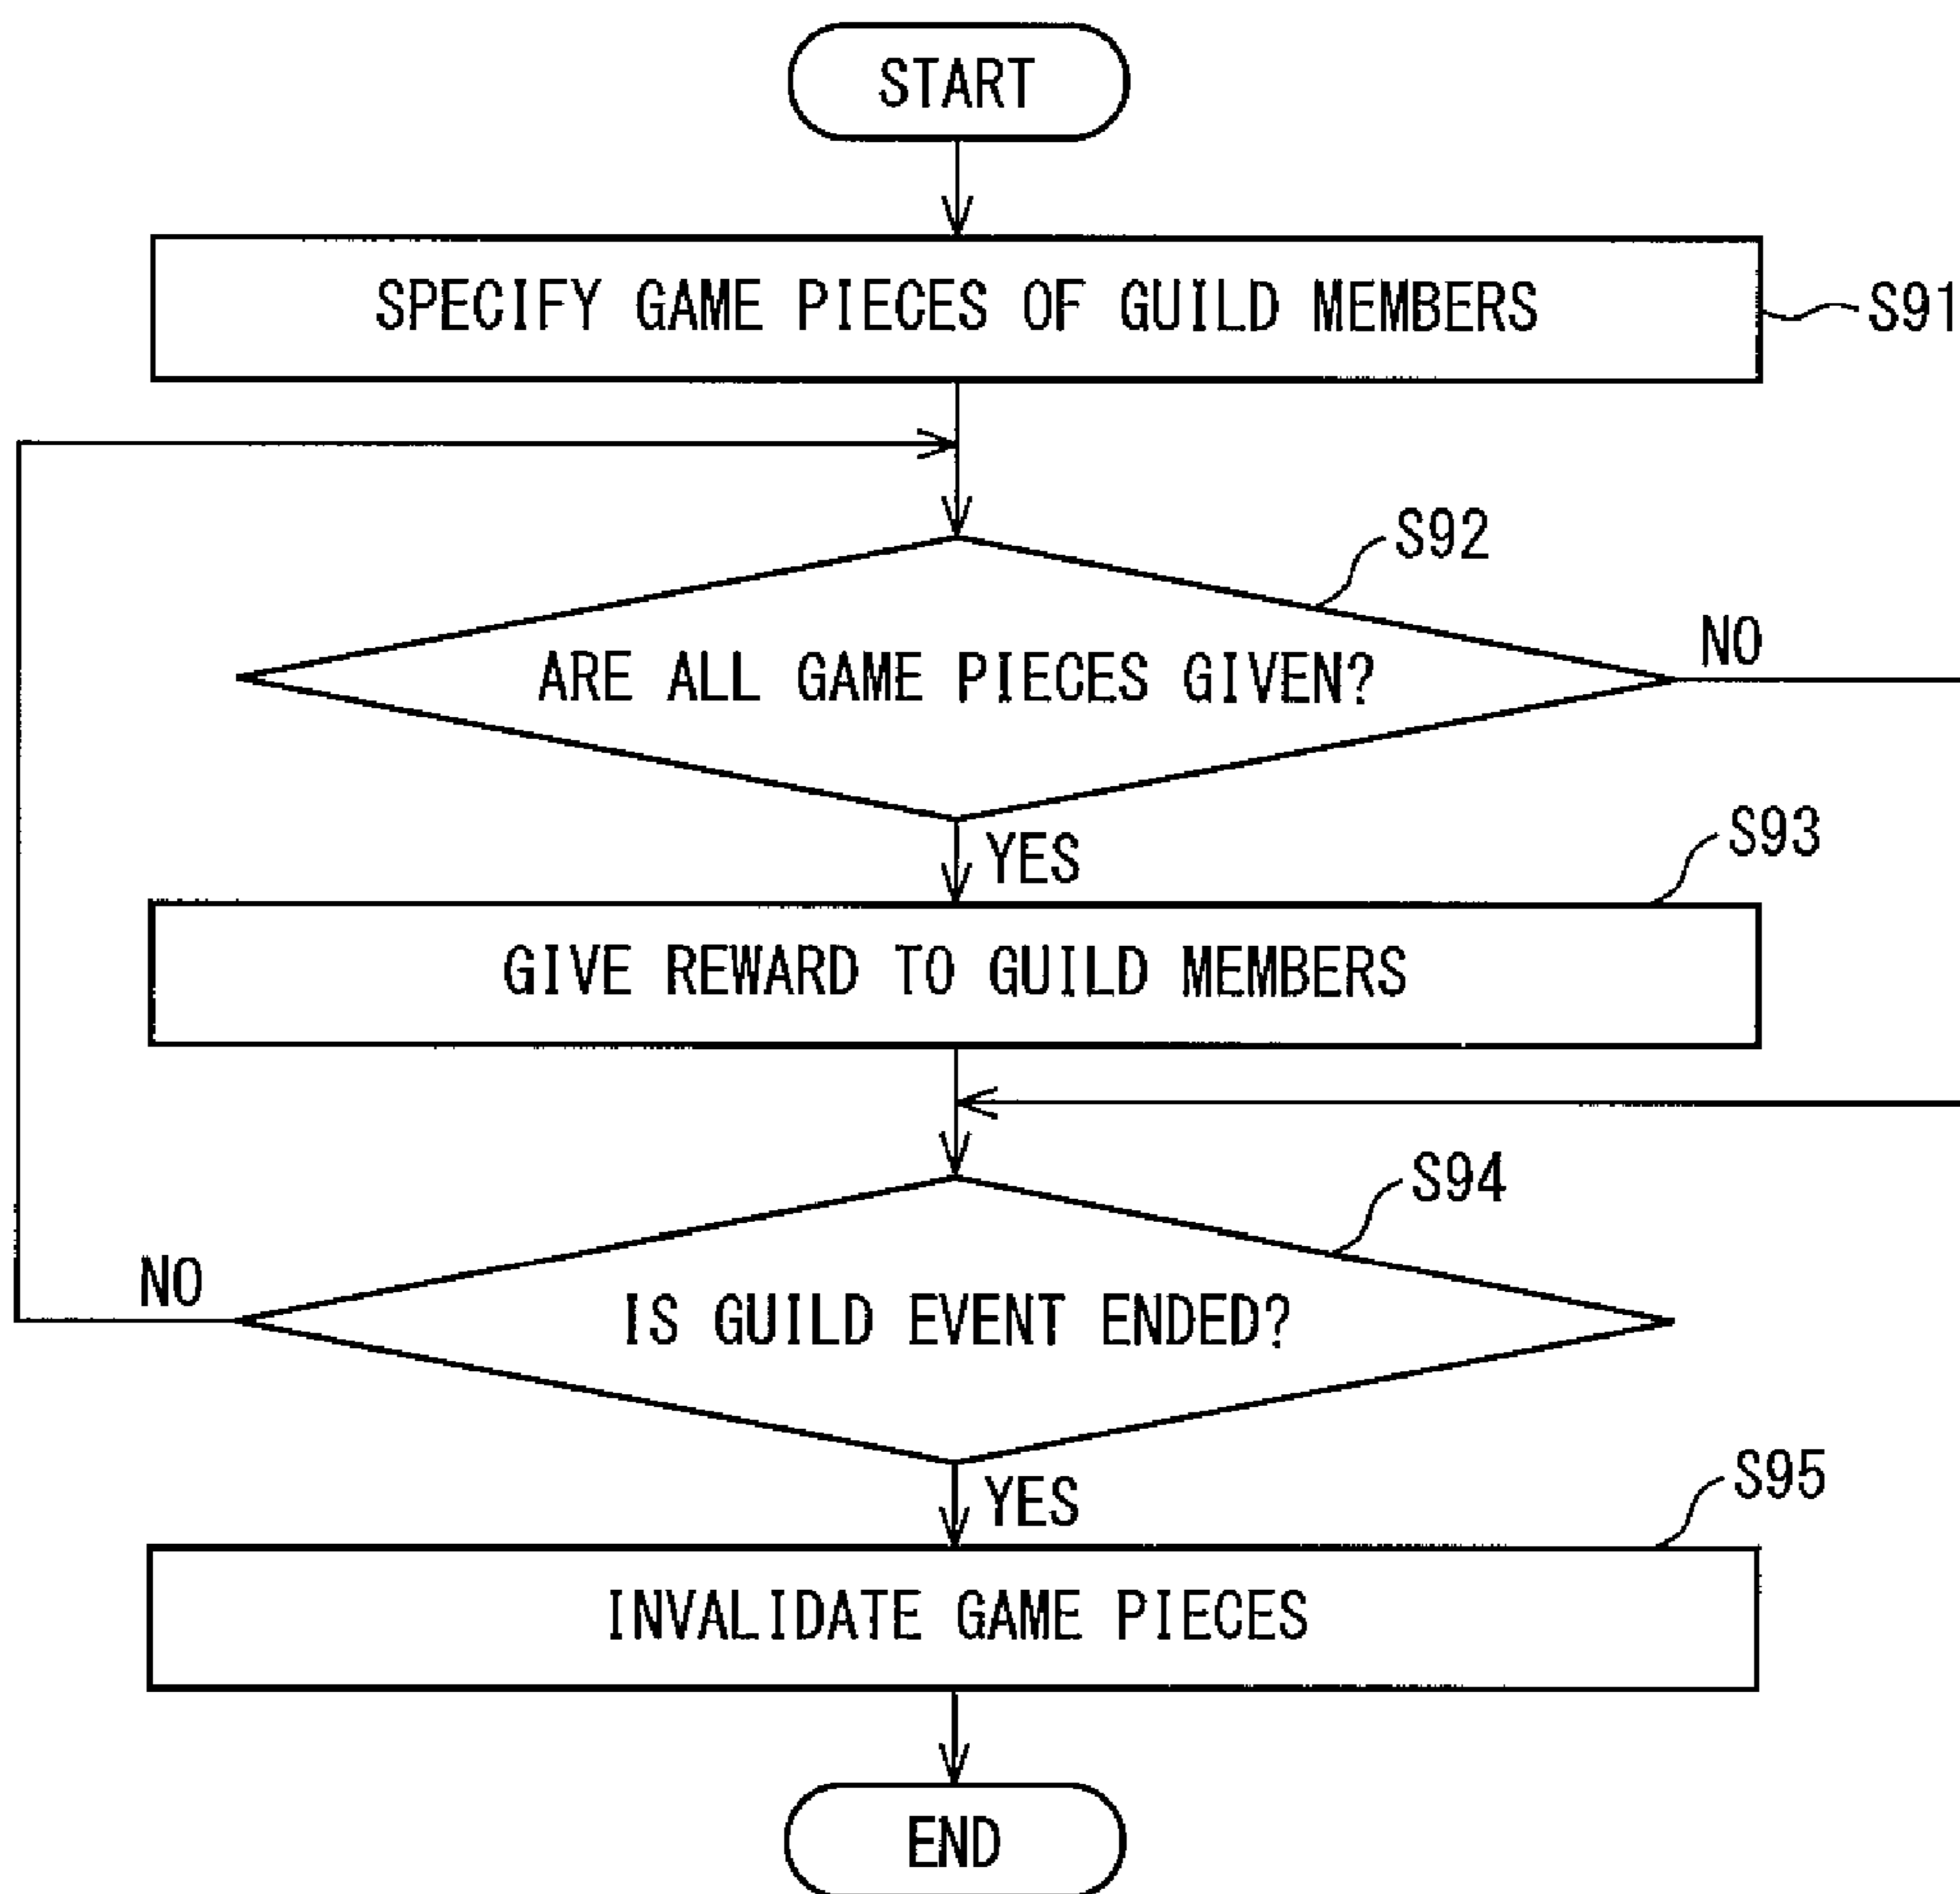 START
SPECIFY GAME PIECES OF GUILD MEMBERS
S91
S92
ARE ALL GAME PIECES GIVEN?
NO
YES
S93
GIVE REWARD TO GUILD MEMBERS
S94
NO
IS GUILD EVENT ENDED?
YES
S95
INVALIDATE GAME PIECES
END